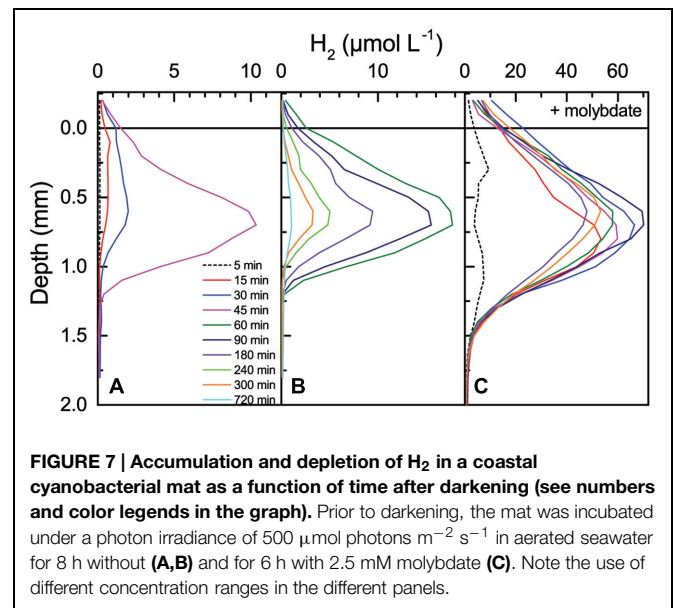 H₂ (µmol L⁻¹)
0 5 10 0 10 20 40 60
+ molybdate
0.0
0.5
1.0
1.5
2.0
Depth (mm)
5 min
15 min
30 min
45 min
60 min
90 min
180 min
240 min
300 min
720 min
A B C
FIGURE 7 | Accumulation and depletion of H₂ in a coastal
cyanobacterial mat as a function of time after darkening (see numbers
and color legends in the graph). Prior to darkening, the mat was incubated
under a photon irradiance of 500 µmol photons m⁻² s⁻¹ in aerated seawater
for 8 h without (A,B) and for 6 h with 2.5 mM molybdate (C). Note the use of
different concentration ranges in the different panels.